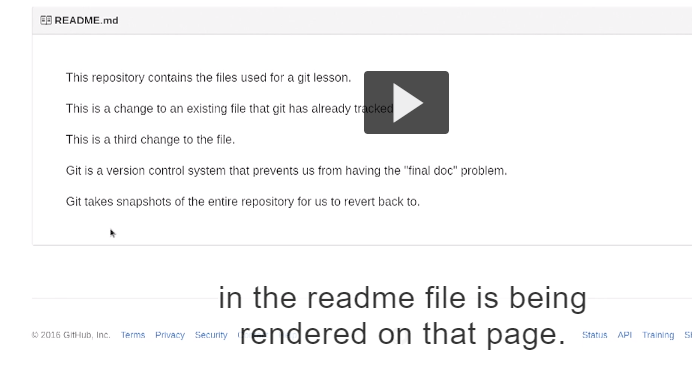 README.md
This repository contains the files used for a git lesson.
This is a change to an existing file that git has already tracked
This is a third change to the file.
Git is a version control system that prevents us from having the "final doc" problem.
Git takes snapshots of the entire repository for us to revert back to.
in the readme file is being
rendered on that page.
© 2016 GitHub, Inc. Terms Privacy Security Status API Training